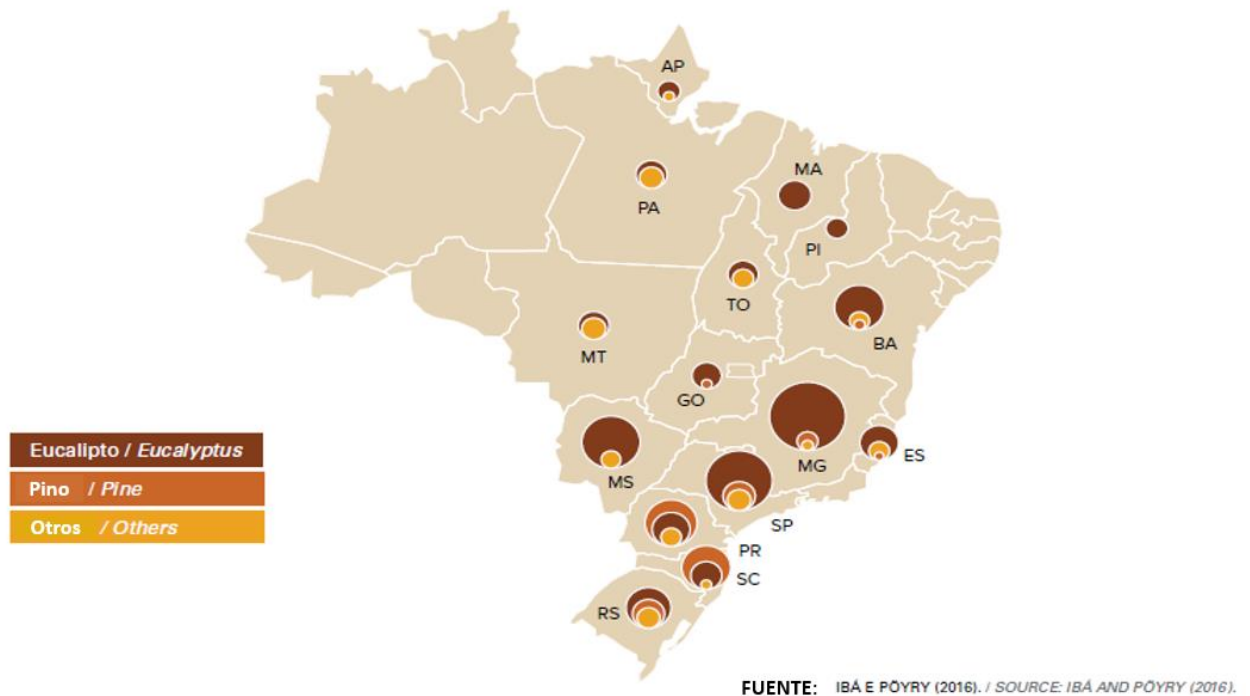 AP
MA
PA
PI
TO
BA
MT
GO
Eucalipto / Eucalyptus
ES
MG
MS
Pino / Pine
Otros / Others
SP
PR
SC
RS
FUENTE: IBÁ E PÖYRY (2016). / SOURCE: IBÁ AND PÖYRY (2016).